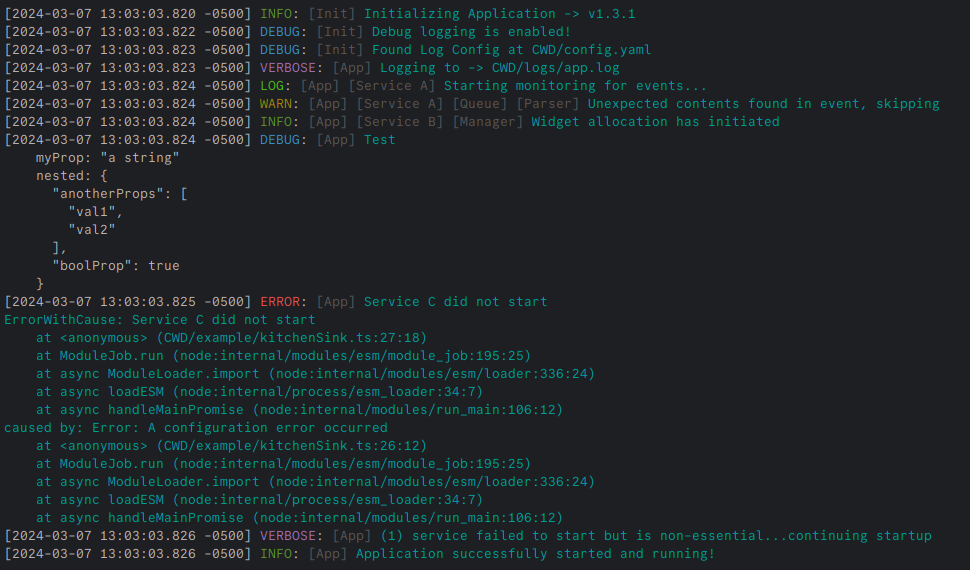 [2024-03-07 13:03:03.820 -0500] INFO: [Init] Initializing Application -> v1.3.1
[2024-03-07 13:03:03.822 -0500] DEBUG: [Init] Debug logging is enabled!
[2024-03-07 13:03:03.823 -0500] DEBUG: [Init] Found Log Config at CWD/config.yaml
[2024-03-07 13:03:03.823 -0500] VERBOSE: [App] Logging to -> CWD/logs/app.log
[2024-03-07 13:03:03.824 -0500] LOG: [App] [Service A] Starting monitoring for events...
[2024-03-07 13:03:03.824 -0500] WARN: [App] [Service A] [Queue] [Parser] Unexpected contents found in event, skipping
[2024-03-07 13:03:03.824 -0500] INFO: [App] [Service B] [Manager] Widget allocation has initiated
[2024-03-07 13:03:03.824 -0500] DEBUG: [App] Test
    myProp: "a string"
    nested: {
      "anotherProps": [
        "val1",
        "val2"
      ],
      "boolProp": true
    }
[2024-03-07 13:03:03.825 -0500] ERROR: [App] Service C did not start
ErrorWithCause: Service C did not start
    at <anonymous> (CWD/example/kitchenSink.ts:27:18)
    at ModuleJob.run (node:internal/modules/esm/module_job:195:25)
    at async ModuleLoader.import (node:internal/modules/esm/loader:336:24)
    at async loadESM (node:internal/process/esm_loader:34:7)
    at async handleMainPromise (node:internal/modules/run_main:106:12)
caused by: Error: A configuration error occurred
    at <anonymous> (CWD/example/kitchenSink.ts:26:12)
    at ModuleJob.run (node:internal/modules/esm/module_job:195:25)
    at async ModuleLoader.import (node:internal/modules/esm/loader:336:24)
    at async loadESM (node:internal/process/esm_loader:34:7)
    at async handleMainPromise (node:internal/modules/run_main:106:12)
[2024-03-07 13:03:03.826 -0500] VERBOSE: [App] (1) service failed to start but is non-essential...continuing startup
[2024-03-07 13:03:03.826 -0500] INFO: [App] Application successfully started and running!